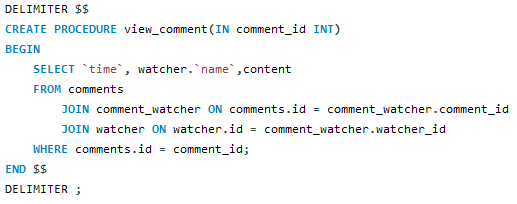 DELIMITER $$
CREATE PROCEDURE view_comment(IN comment_id INT)
BEGIN
    SELECT `time`, watcher.`name`,content
    FROM comments
        JOIN comment_watcher ON comments.id = comment_watcher.comment_id
        JOIN watcher ON watcher.id = comment_watcher.watcher_id
    WHERE comments.id = comment_id;
END $$
DELIMITER ;